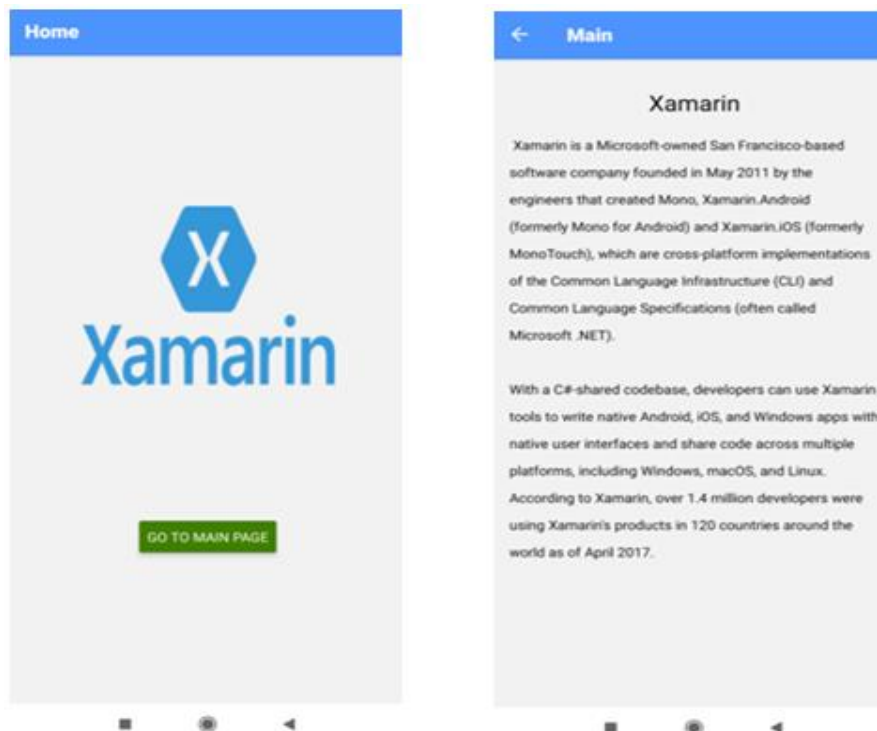 Home
X
Xamarin
GO TO MAIN PAGE
Main
Xamarin
Xamarin is a Microsoft-owned San Francisco-based
software company founded in May 2011 by the
engineers that created Mono, Xamarin.Android
(formerly Mono for Android) and Xamarin.iOS (formerly
MonoTouch), which are cross-platform implementations
of the Common Language Infrastructure (CLI) and
Common Language Specifications (often called
Microsoft .NET).
With a C#-shared codebase, developers can use Xamarin
tools to write native Android, iOS, and Windows apps with
native user interfaces and share code across multiple
platforms, including Windows, macOS, and Linux.
According to Xamarin, over 1.4 million developers were
using Xamarin's products in 120 countries around the
world as of April 2017.